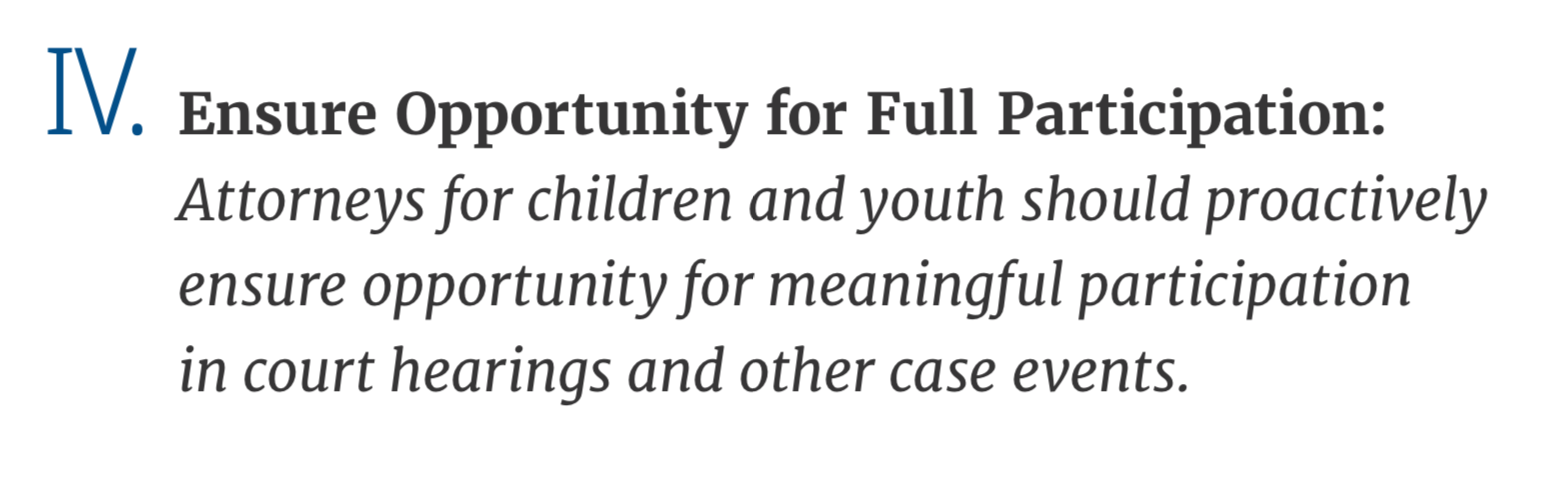 IV. Ensure Opportunity for Full Participation:
Attorneys for children and youth should proactively
ensure opportunity for meaningful participation
in court hearings and other case events.